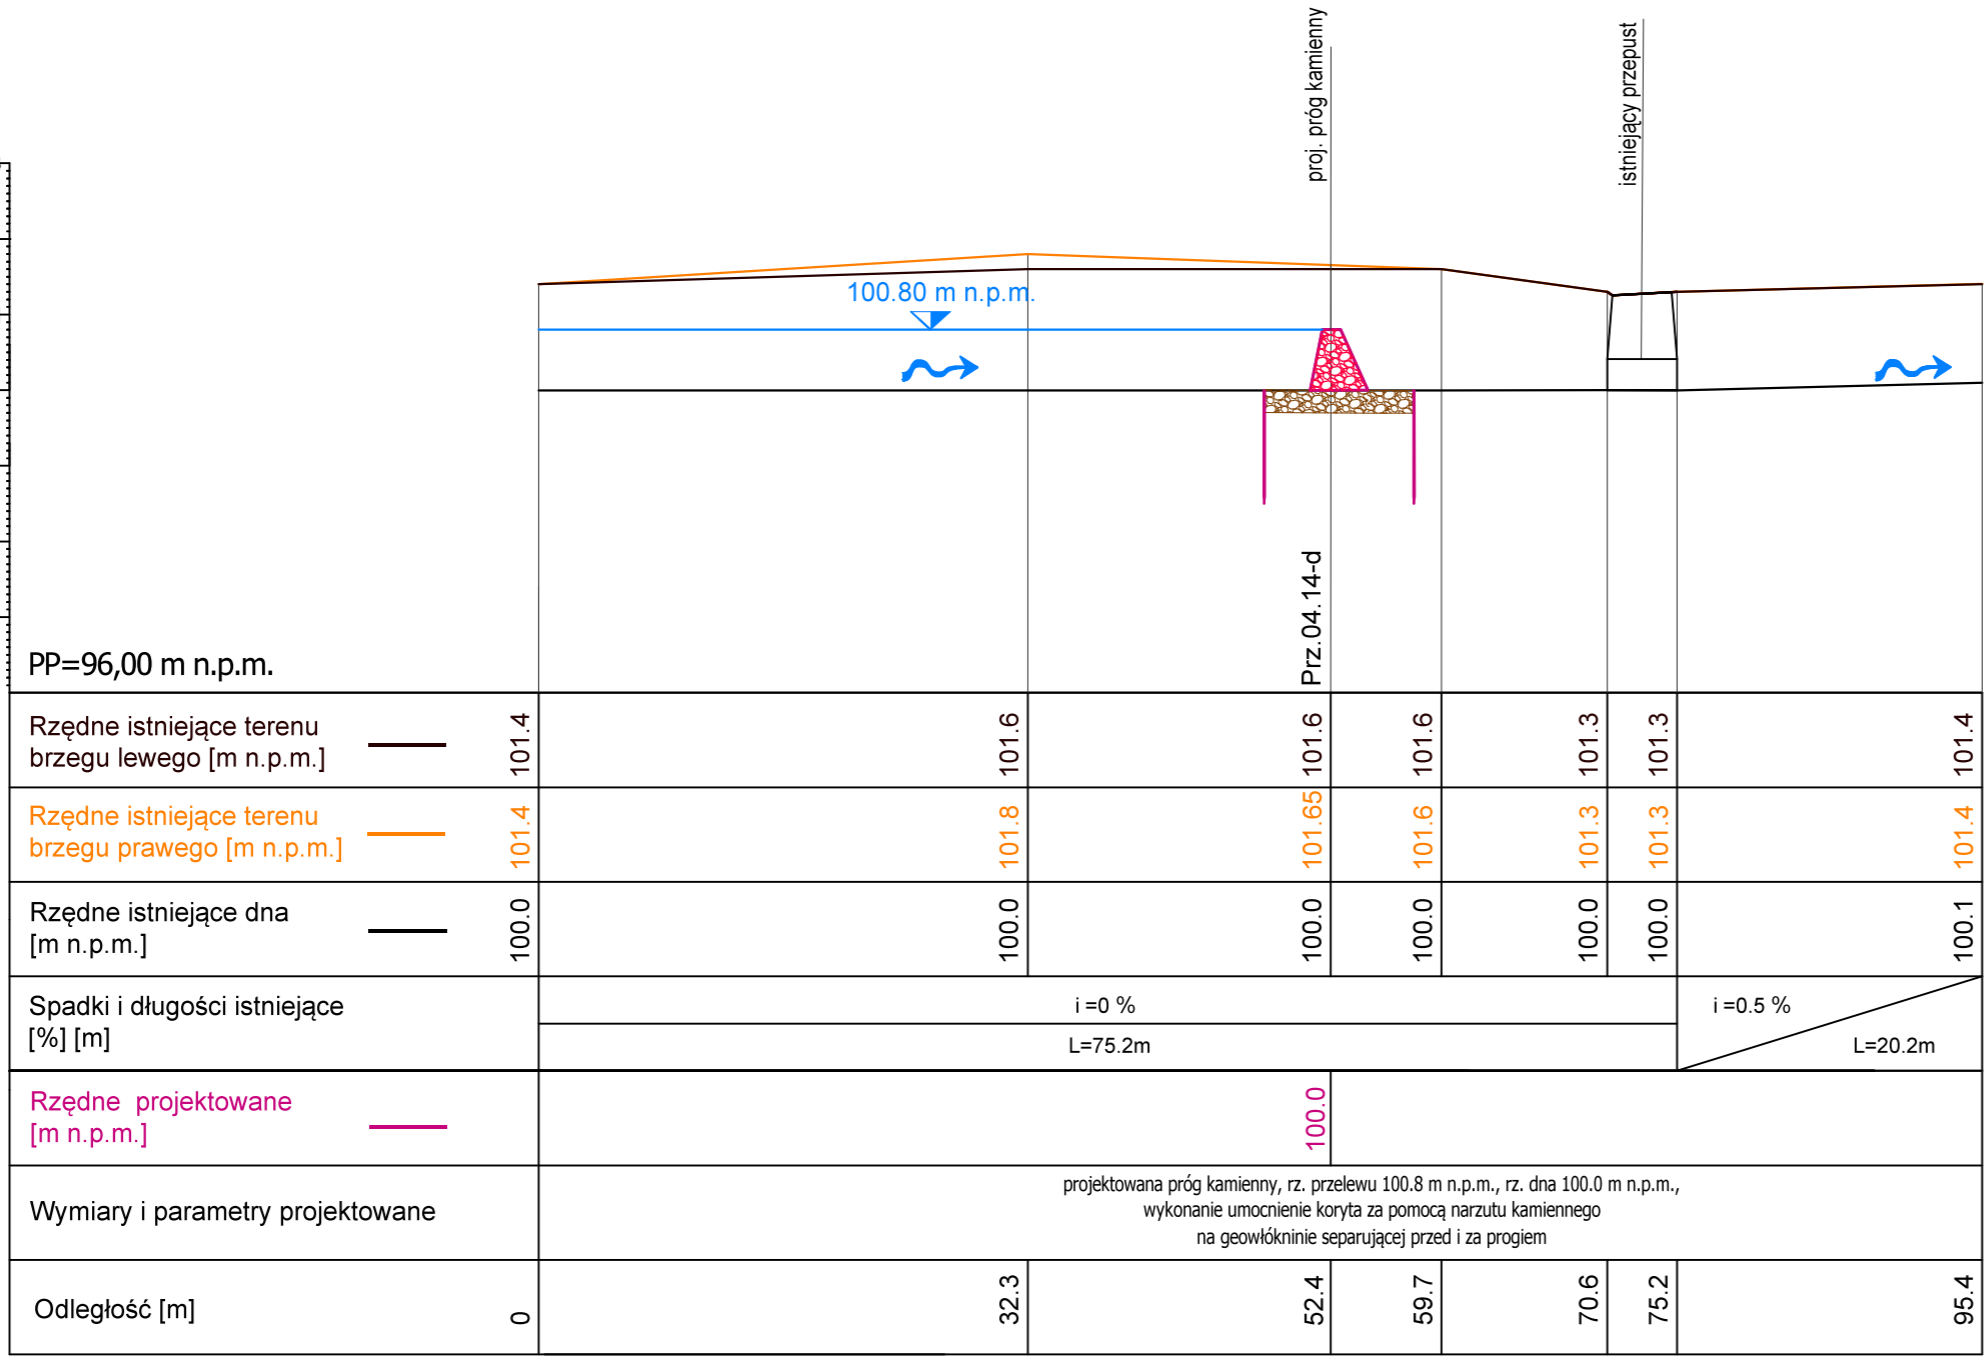 proj. próg kamienny
istniejący przepust
100.80 m n.p.m.
Prz.04.14-d
PP=96,00 m n.p.m.
Rzędne istniejące terenu
brzegu lewego [m n.p.m.]
101.4 101.6 101.6 101.6 101.3 101.3 101.4
Rzędne istniejące terenu
brzegu prawego [m n.p.m.]
101.4 101.8 101.65 101.6 101.3 101.3 101.4
Rzędne istniejące dna
[m n.p.m.]
100.0 100.0 100.0 100.0 100.0 100.0 100.1
Spadki i długości istniejące
[%] [m]
i =0 %
L=75.2m
i =0.5 %
L=20.2m
Rzędne projektowane
[m n.p.m.]
100.0
Wymiary i parametry projektowane
projektowana próg kamienny, rz. przelewu 100.8 m n.p.m., rz. dna 100.0 m n.p.m.,
wykonanie umocnienie koryta za pomocą narzutu kamiennego
na geowłókninie separującej przed i za progiem
Odległość [m]
0 32.3 52.4 59.7 70.6 75.2 95.4